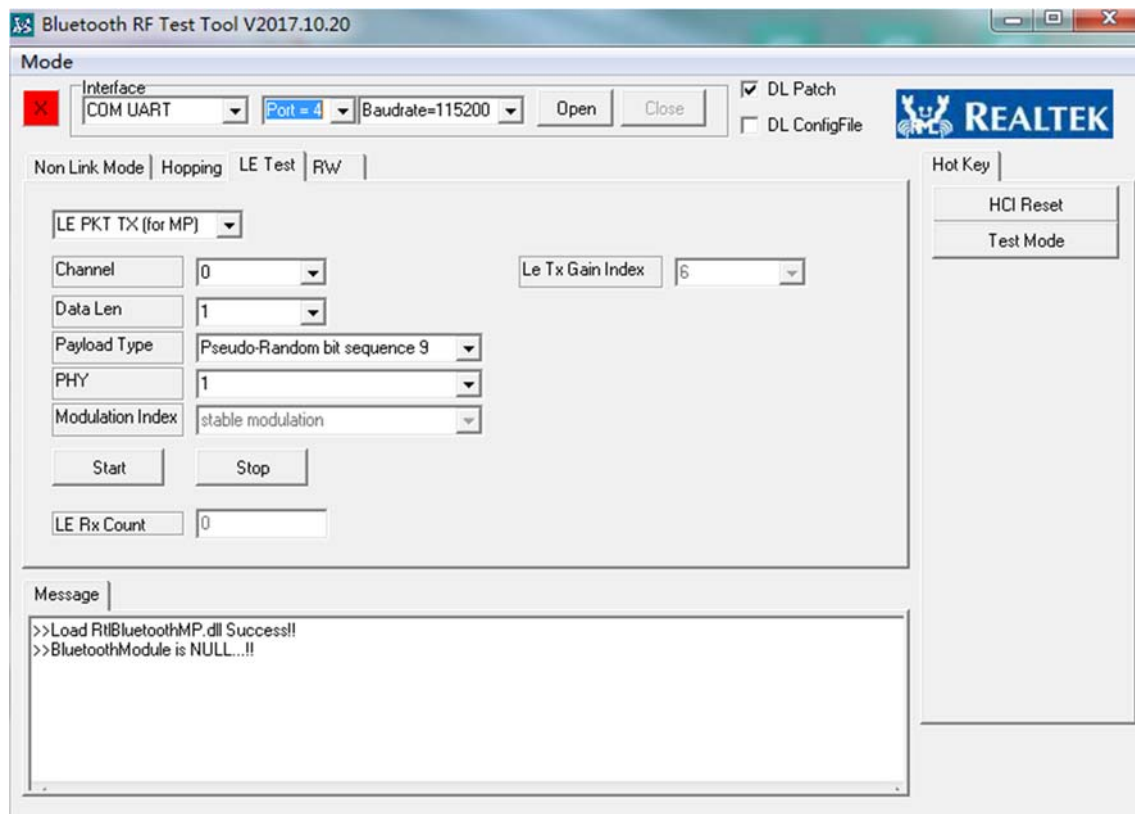 Bluetooth RF Test Tool V2017.10.20
Mode
Interface
X
COM UART
Port = 4
Baudrate=115200
Open
Close
DL Patch
DL ConfigFile
REALTEK
Non Link Mode
Hopping
LE Test
RW
Hot Key
HCI Reset
Test Mode
LE PKT TX (for MP)
Channel
0
Le Tx Gain Index
6
Data Len
1
Payload Type
Pseudo-Random bit sequence 9
PHY
1
Modulation Index
stable modulation
Start
Stop
LE Rx Count
0
Message
>>Load RtlBluetoothMP.dll Success!!
>>BluetoothModule is NULL...!!